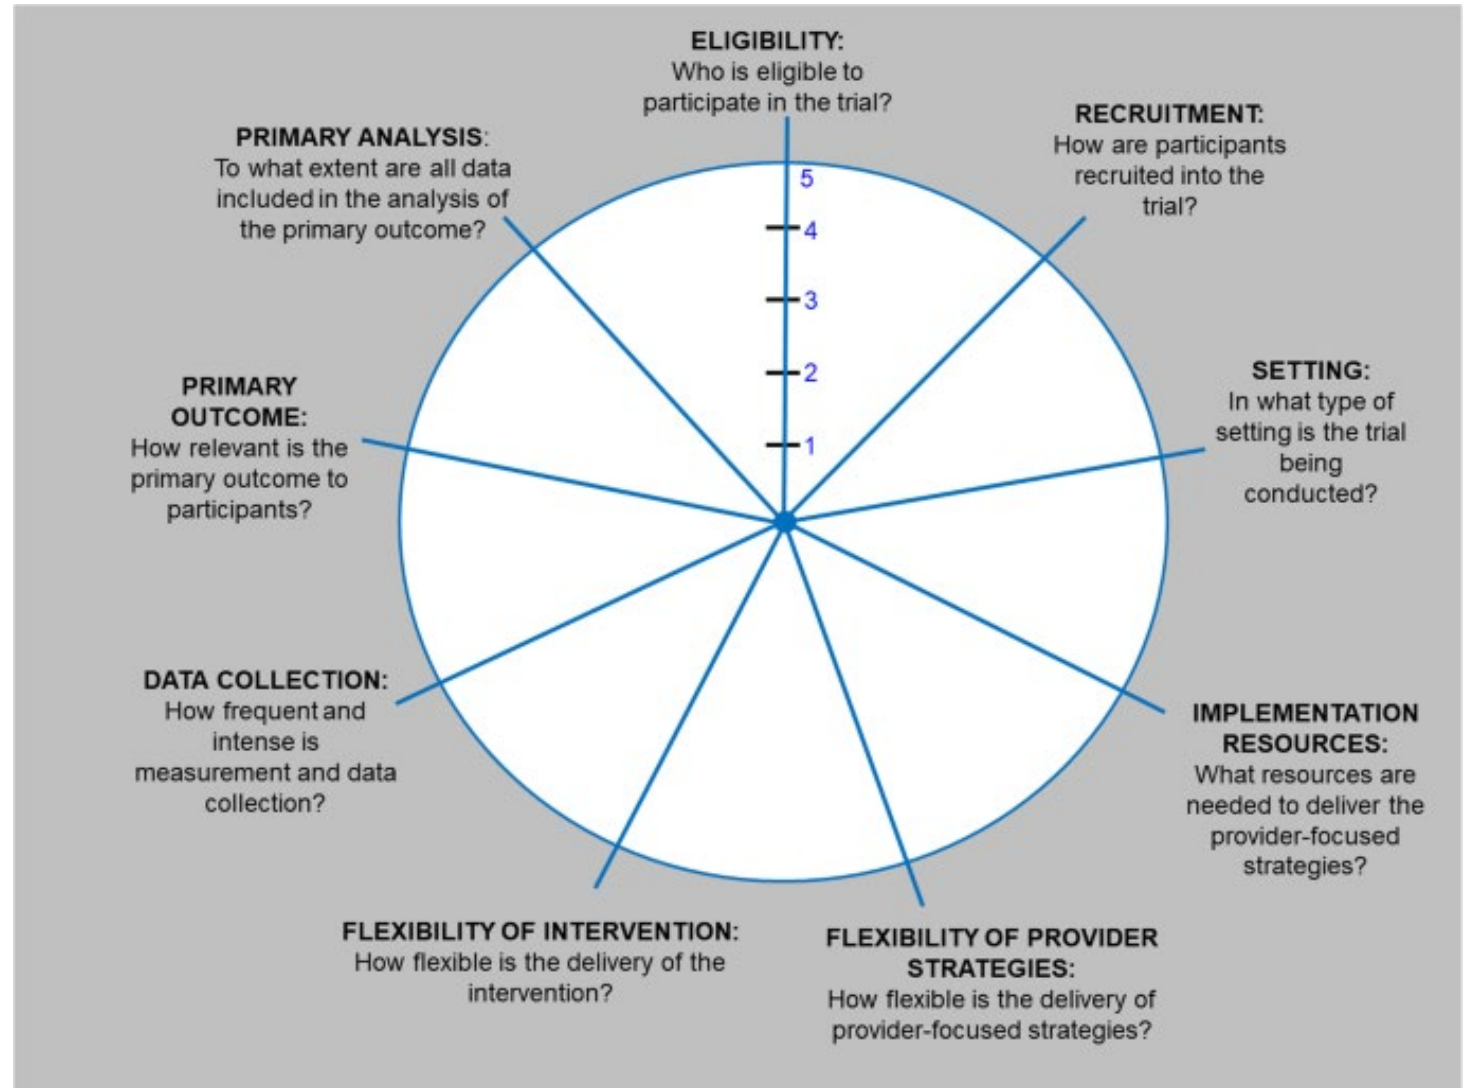 ELIGIBILITY:
Who is eligible to
participate in the trial?
RECRUITMENT:
How are participants
recruited into the
trial?
SETTING:
In what type of
setting is the trial
being
conducted?
IMPLEMENTATION
RESOURCES:
What resources are
needed to deliver the
provider-focused
strategies?
FLEXIBILITY OF PROVIDER
STRATEGIES:
How flexible is the delivery of
provider-focused strategies?
FLEXIBILITY OF INTERVENTION:
How flexible is the delivery of the
intervention?
DATA COLLECTION:
How frequent and
intense is
measurement and data
collection?
PRIMARY
OUTCOME:
How relevant is the
primary outcome to
participants?
PRIMARY ANALYSIS:
To what extent are all data
included in the analysis of
the primary outcome?
5
4
3
2
1